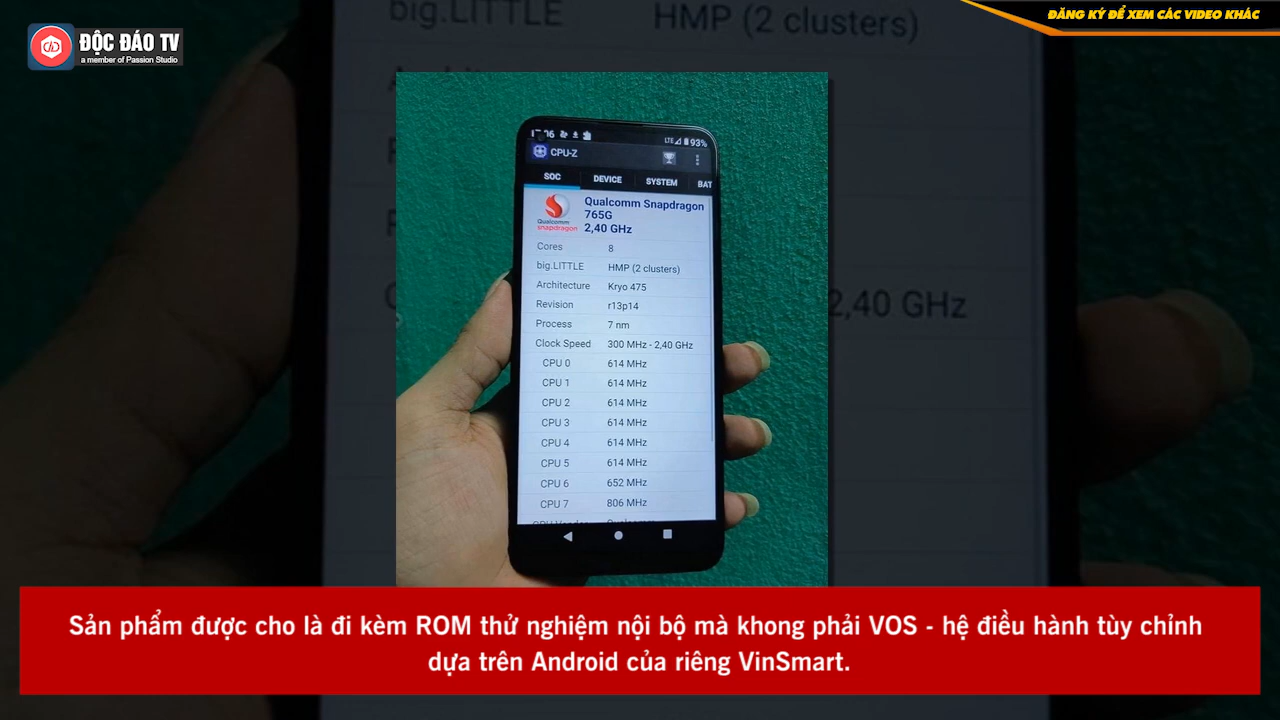 big.LITTLE HMP (2 clusters)
ĐĂNG KÝ ĐỂ XEM CÁC VIDEO KHÁC
ĐỘC ĐÁO TV
a member of Passion Studio
LTE 93%
CPU-Z
SOC DEVICE SYSTEM BAT
Qualcomm Snapdragon
765G
2,40 GHz
Qualcomm
snapdragon
Cores 8
big.LITTLE HMP (2 clusters)
Architecture Kryo 475
Revision r13p14
Process 7 nm
Clock Speed 300 MHz - 2,40 GHz
CPU 0 614 MHz
CPU 1 614 MHz
CPU 2 614 MHz
CPU 3 614 MHz
CPU 4 614 MHz
CPU 5 614 MHz
CPU 6 652 MHz
CPU 7 806 MHz
2,40 GHz
Sản phẩm được cho là đi kèm ROM thử nghiệm nội bộ mà khong phải VOS - hệ điều hành tùy chỉnh
dựa trên Android của riêng VinSmart.